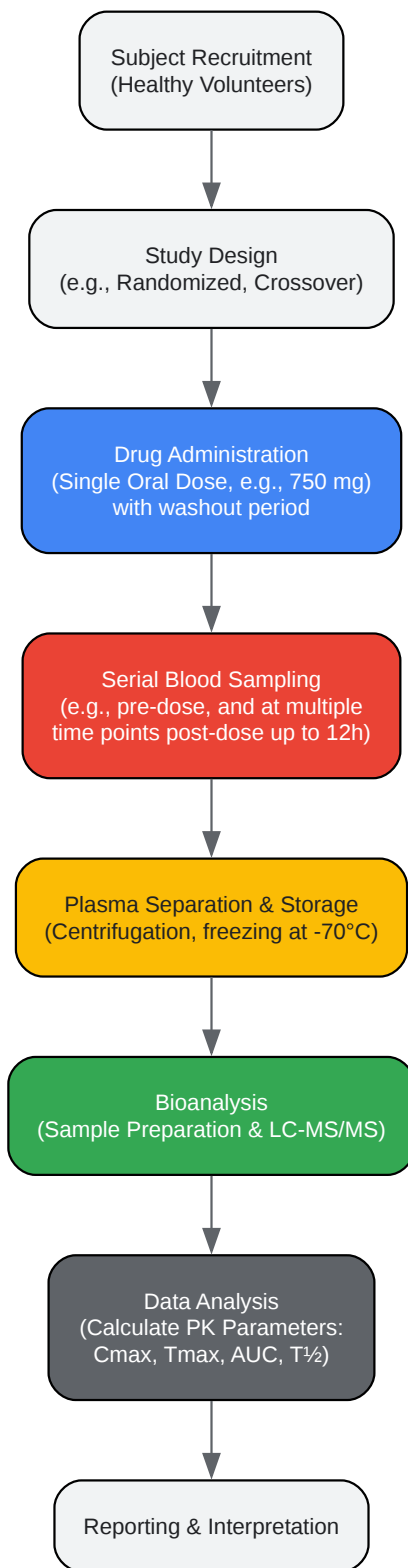 Subject Recruitment
(Healthy Volunteers)
Study Design
(e.g., Randomized, Crossover)
Drug Administration
(Single Oral Dose, e.g., 750 mg)
with washout period
Serial Blood Sampling
(e.g., pre-dose, and at multiple
time points post-dose up to 12h)
Plasma Separation & Storage
(Centrifugation, freezing at -70°C)
Bioanalysis
(Sample Preparation & LC-MS/MS)
Data Analysis
(Calculate PK Parameters:
Cmax, Tmax, AUC, T½)
Reporting & Interpretation